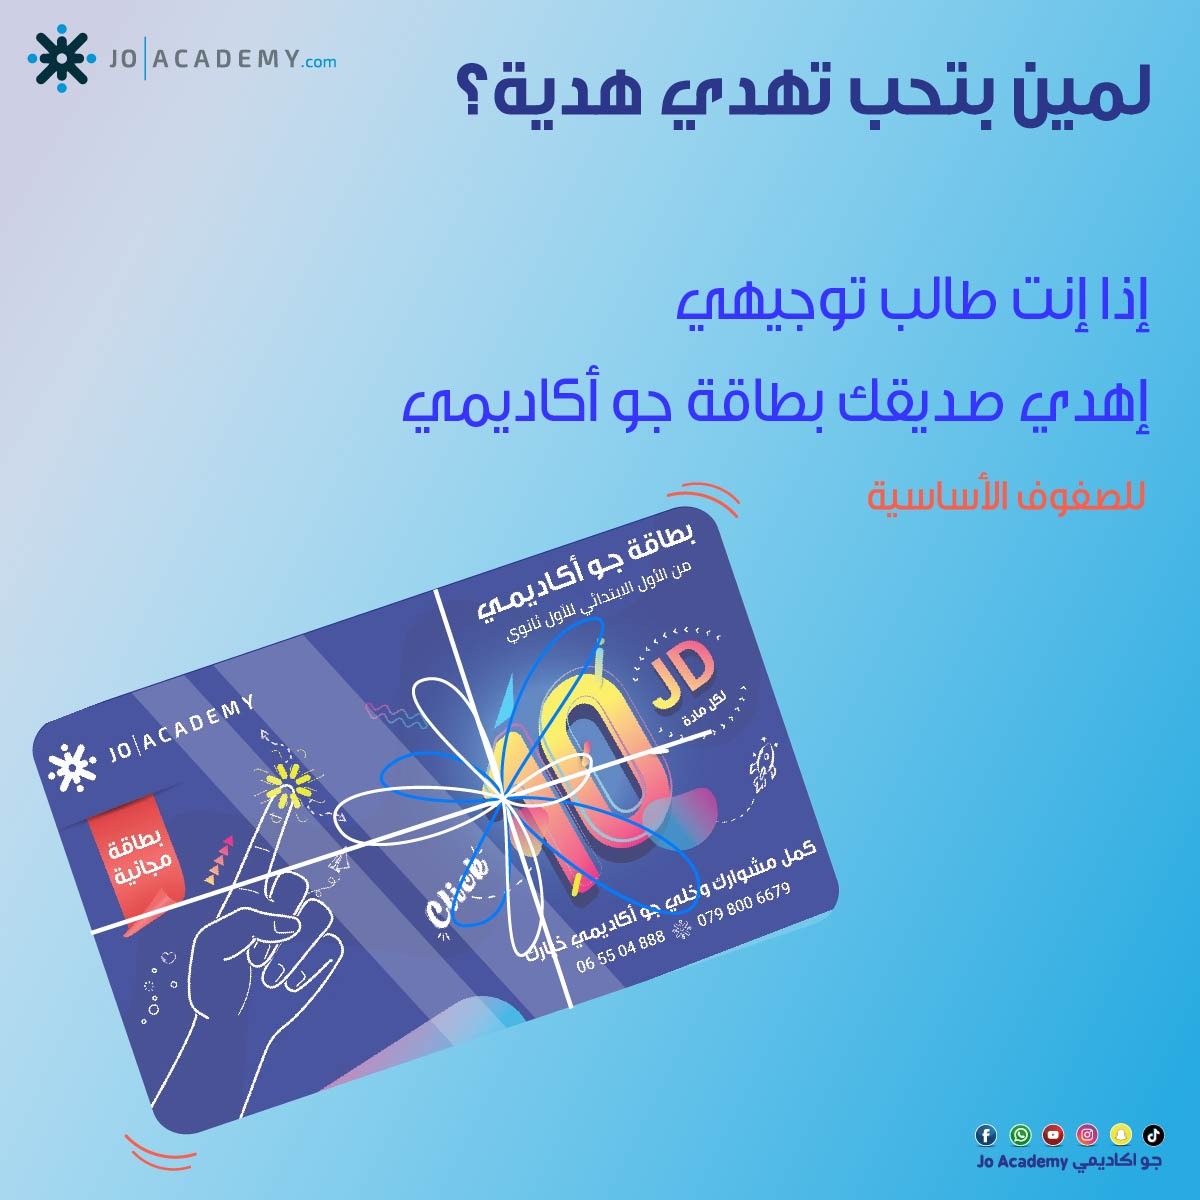 JO|ACADEMY.com
لمين بتحب تهدي هدية؟
إذا إنت طالب توجيهي
إهدي صديقك بطاقة جو أكاديمي
للصفوف الأساسية
بطاقة جو أكاديمي
من الأول الابتدائي للأول ثانوي
10 JD
لكل مادة
JO|ACADEMY
بطاقة
مجانية
Click
كمل مشوارك وخلي جو أكاديمي خيارك
06 55 04 888 079 800 6679
جو اكاديمي Jo Academy